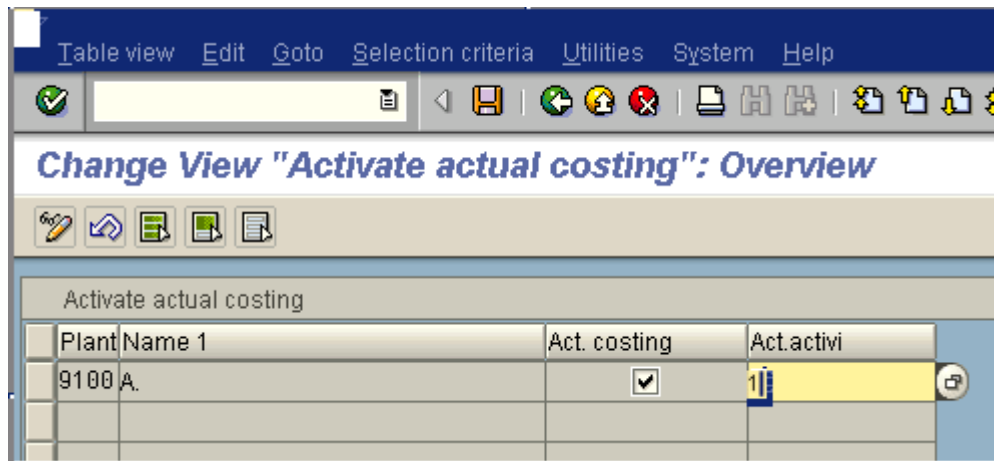 Table view Edit Goto Selection criteria Utilities System Help
Change View "Activate actual costing": Overview
Activate actual costing
Plant Name 1 Act. costing Act.activi
9100 A. 1